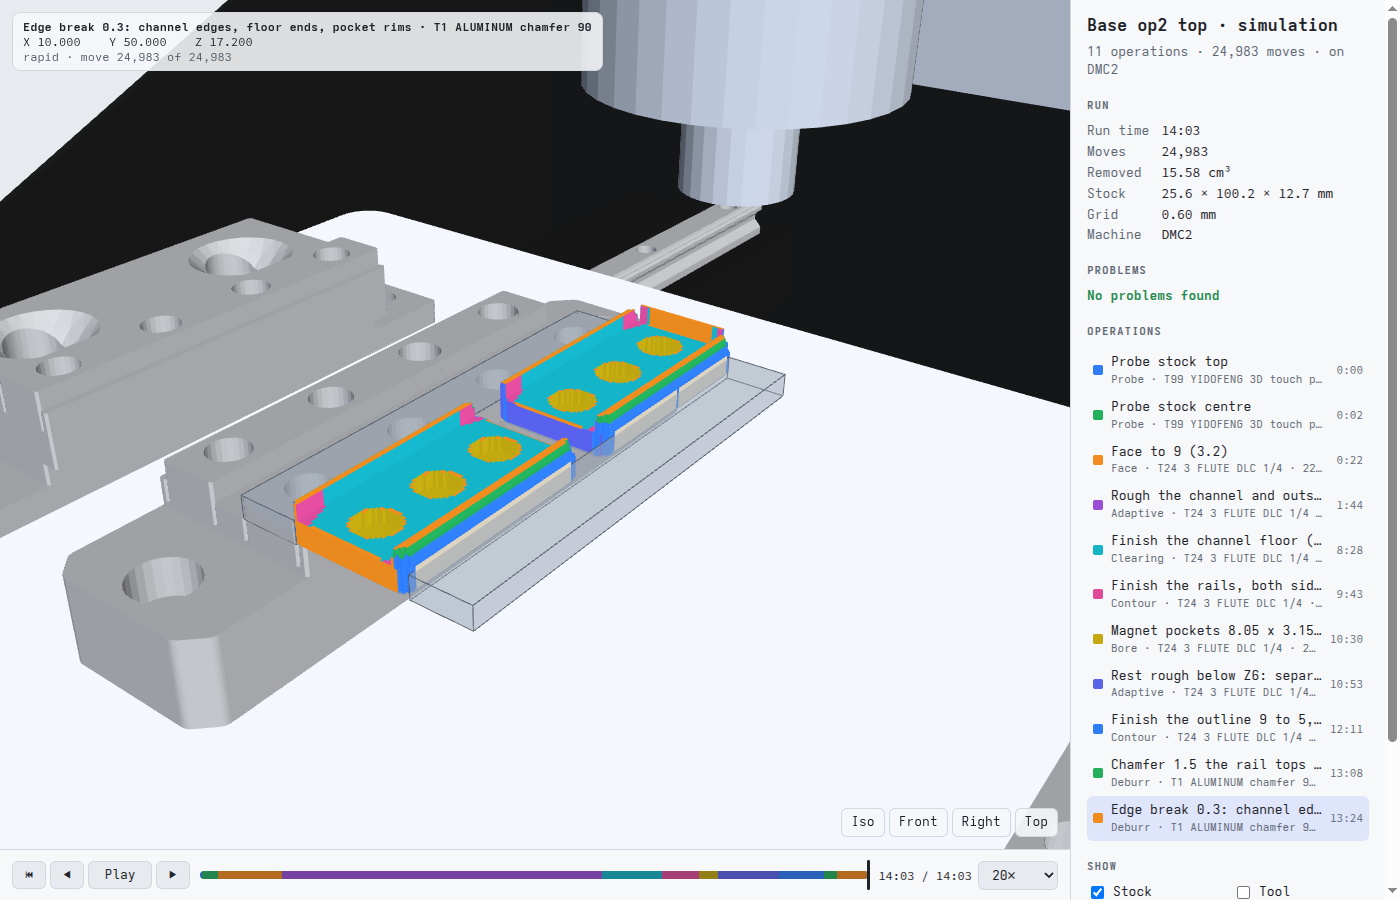 Edge break 0.3: channel edges, floor ends, pocket rims · T1 ALUMINUM chamfer 90
X 10.000 Y 50.000 Z 17.200
rapid · move 24,983 of 24,983
Iso Front Right Top
⏮ ◀ Play ▶ 14:03 / 14:03 20×
Base op2 top · simulation
11 operations · 24,983 moves · on
DMC2
RUN
Run time 14:03
Moves 24,983
Removed 15.58 cm³
Stock 25.6 × 100.2 × 12.7 mm
Grid 0.60 mm
Machine DMC2
PROBLEMS
No problems found
OPERATIONS
Probe stock top 0:00
Probe · T99 YIDOFENG 3D touch p…
Probe stock centre 0:02
Probe · T99 YIDOFENG 3D touch p…
Face to 9 (3.2) 0:22
Face · T24 3 FLUTE DLC 1/4 · 22…
Rough the channel and outs… 1:44
Adaptive · T24 3 FLUTE DLC 1/4 …
Finish the channel floor (… 8:28
Clearing · T24 3 FLUTE DLC 1/4 …
Finish the rails, both sid… 9:43
Contour · T24 3 FLUTE DLC 1/4 ·…
Magnet pockets 8.05 x 3.15… 10:30
Bore · T24 3 FLUTE DLC 1/4 · 2…
Rest rough below Z6: separ… 10:53
Adaptive · T24 3 FLUTE DLC 1/4…
Finish the outline 9 to 5,… 12:11
Contour · T24 3 FLUTE DLC 1/4 …
Chamfer 1.5 the rail tops … 13:08
Deburr · T1 ALUMINUM chamfer 9…
Edge break 0.3: channel ed… 13:24
Deburr · T1 ALUMINUM chamfer 9…
SHOW
Stock Tool